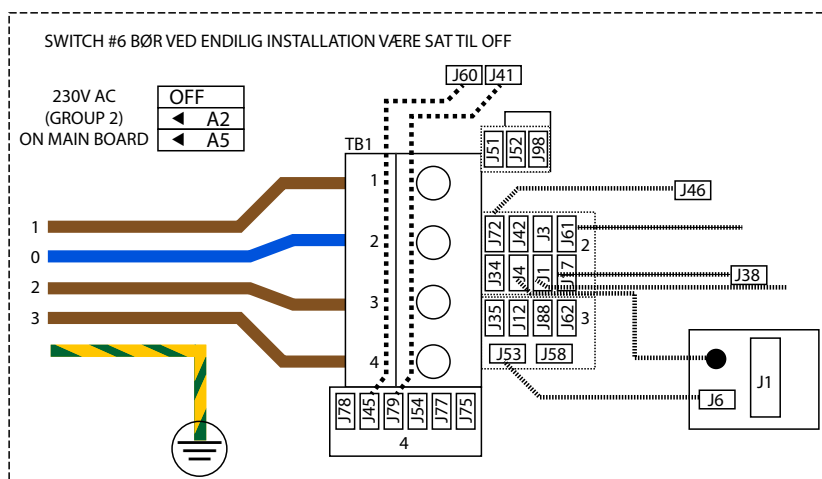 SWITCH #6 BØR VED ENDILIG INSTALLATION VÆRE SAT TIL OFF
J60 J41
230V AC
(GROUP 2)
ON MAIN BOARD
OFF
A2
A5
TB1
J51 J52 J98
1
2
3
4
1
0
2
3
J46
J72 J42 J3 J61
2
J34 J4 J1 J17
J38
J35 J12 J88 J62
3
J53 J58
J1
J6
J78 J45 J79 J54 J77 J75
4